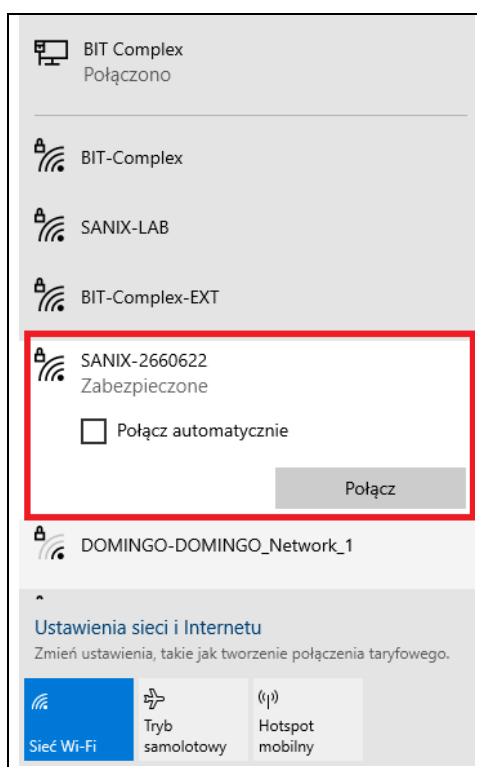 BIT Complex
Połączono
BIT-Complex
SANIX-LAB
BIT-Complex-EXT
SANIX-2660622
Zabezpieczone
Połącz automatycznie
Połącz
DOMINGO-DOMINGO_Network_1
Ustawienia sieci i Internetu
Zmień ustawienia, takie jak tworzenie połączenia taryfowego.
Sieć Wi-Fi
Tryb
samolotowy
Hotspot
mobilny